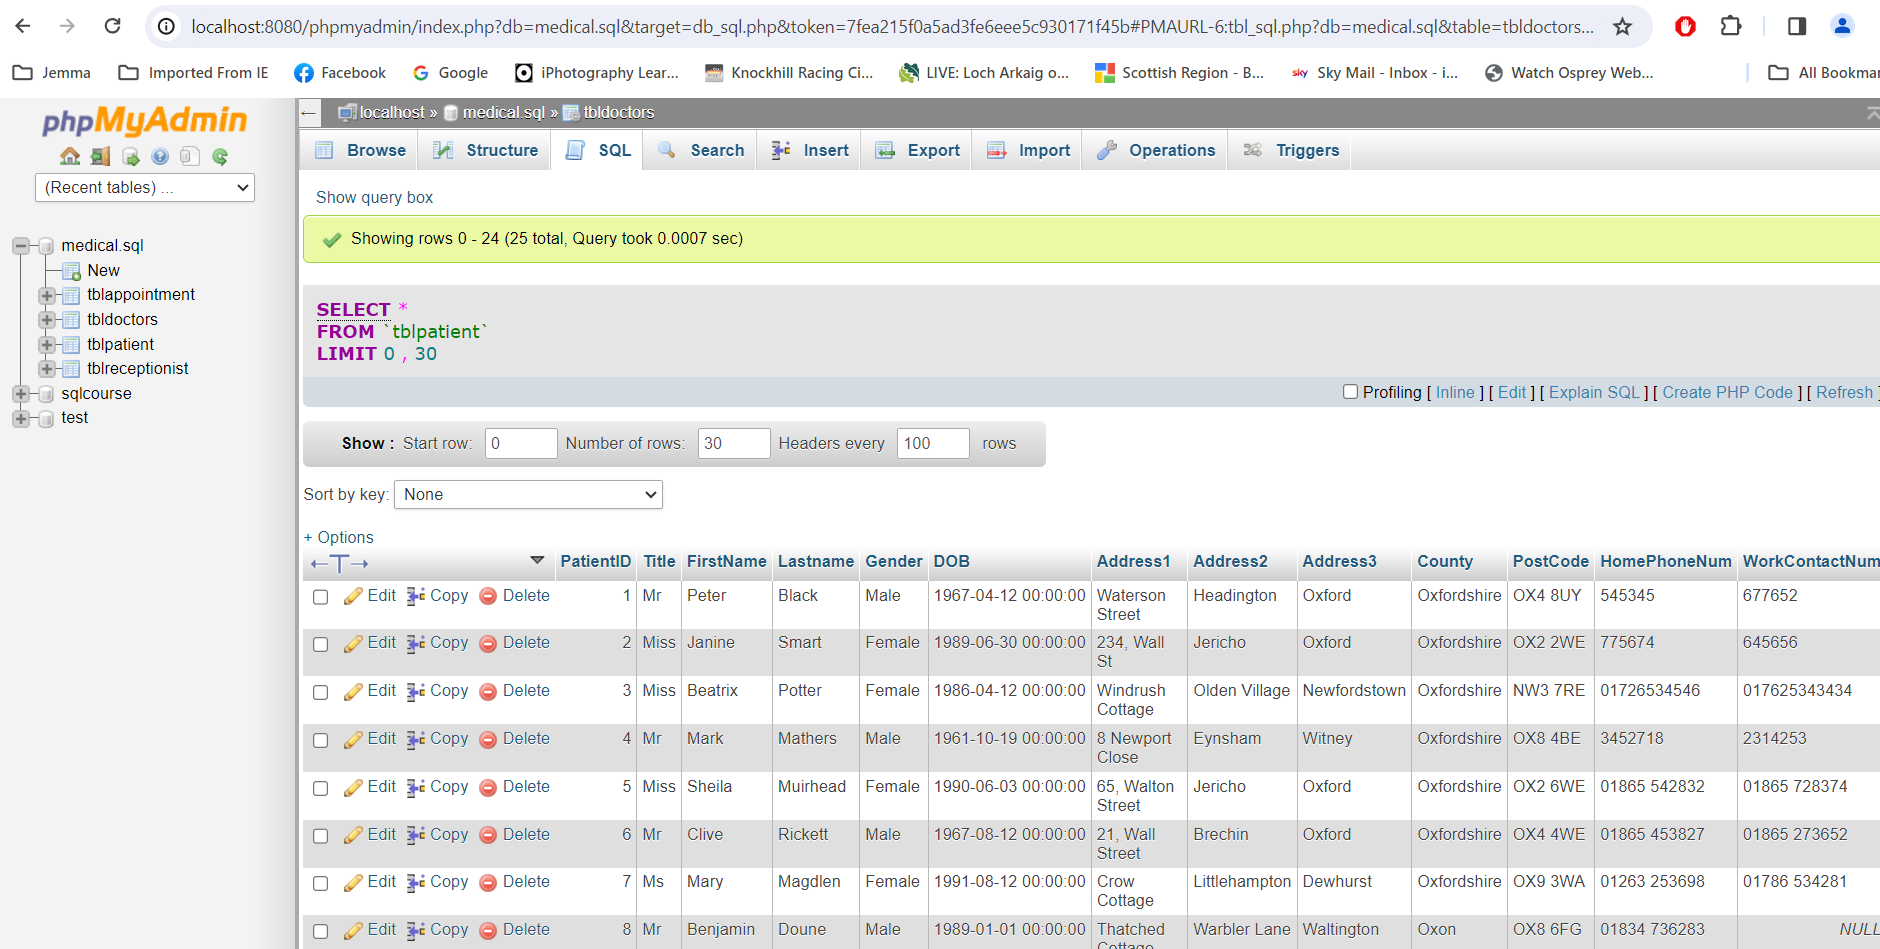 localhost:8080/phpmyadmin/index.php?db=medical.sql&target=db_sql.php&token=7fea215f0a5ad3fe6eee5c930171f45b#PMAURL-6:tbl_sql.php?db=medical.sql&table=tbldoctors...
Jemma Imported From IE Facebook Google iPhotography Lear... Knockhill Racing Ci... LIVE: Loch Arkaig o... Scottish Region - B... sky Sky Mail - Inbox - i... Watch Osprey Web... All Bookmar
phpMyAdmin
(Recent tables) ...
medical.sql
New
tblappointment
tbldoctors
tblpatient
tblreceptionist
sqlcourse
test
localhost » medical.sql » tbldoctors
Browse Structure SQL Search Insert Export Import Operations Triggers
Show query box
Showing rows 0 - 24 (25 total, Query took 0.0007 sec)
SELECT *
FROM `tblpatient`
LIMIT 0 , 30
Profiling [ Inline ] [ Edit ] [ Explain SQL ] [ Create PHP Code ] [ Refresh ]
Show : Start row: 0 Number of rows: 30 Headers every 100 rows
Sort by key: None
+ Options
←T→ PatientID Title FirstName Lastname Gender DOB Address1 Address2 Address3 County PostCode HomePhoneNum WorkContactNum
Edit Copy Delete 1 Mr Peter Black Male 1967-04-12 00:00:00 Waterson Headington Oxford Oxfordshire OX4 8UY 545345 677652
Street
Edit Copy Delete 2 Miss Janine Smart Female 1989-06-30 00:00:00 234, Wall Jericho Oxford Oxfordshire OX2 2WE 775674 645656
St
Edit Copy Delete 3 Miss Beatrix Potter Female 1986-04-12 00:00:00 Windrush Olden Village Newfordstown Oxfordshire NW3 7RE 01726534546 017625343434
Cottage
Edit Copy Delete 4 Mr Mark Mathers Male 1961-10-19 00:00:00 8 Newport Eynsham Witney Oxfordshire OX8 4BE 3452718 2314253
Close
Edit Copy Delete 5 Miss Sheila Muirhead Female 1990-06-03 00:00:00 65, Walton Jericho Oxford Oxfordshire OX2 6WE 01865 542832 01865 728374
Street
Edit Copy Delete 6 Mr Clive Rickett Male 1967-08-12 00:00:00 21, Wall Brechin Oxford Oxfordshire OX4 4WE 01865 453827 01865 273652
Street
Edit Copy Delete 7 Ms Mary Magdlen Female 1991-08-12 00:00:00 Crow Littlehampton Dewhurst Oxfordshire OX9 3WA 01263 253698 01786 534281
Cottage
Edit Copy Delete 8 Mr Benjamin Doune Male 1989-01-01 00:00:00 Thatched Warbler Lane Waltington Oxon OX8 6FG 01834 736283 NULL
Cottage